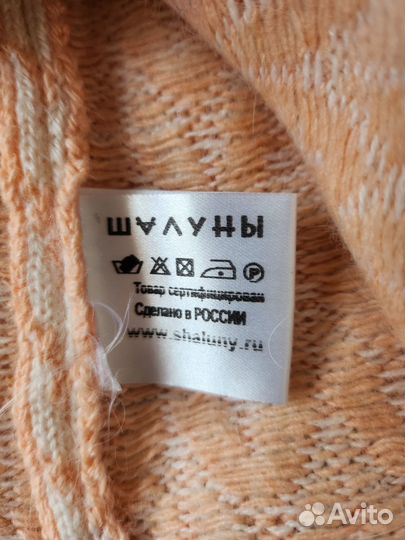 ШАЛУНЫ
P
Товар сертифицирован
Сделано в РОССИИ
www.shaluny.ru
Avito